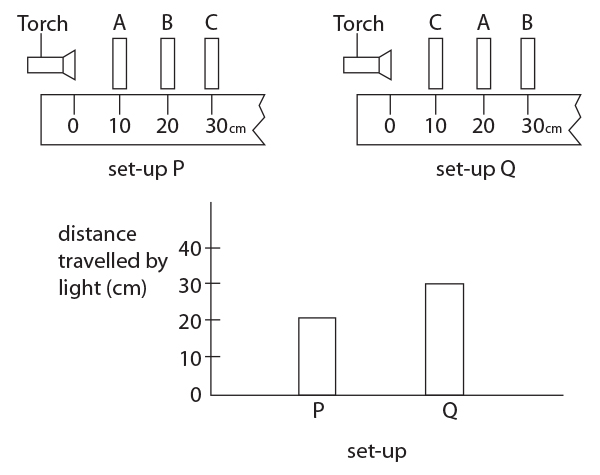 Torch A B C
0 10 20 30cm
set-up P
Torch C A B
0 10 20 30cm
set-up Q
distance
travelled by
light (cm)
40
30
20
10
0
P Q
set-up